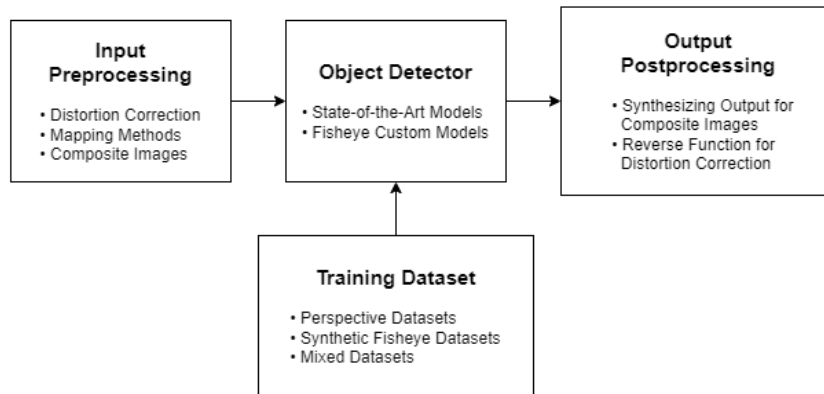 Input
Preprocessing
• Distortion Correction
• Mapping Methods
• Composite Images
Object Detector
• State-of-the-Art Models
• Fisheye Custom Models
Output
Postprocessing
• Synthesizing Output for
Composite Images
• Reverse Function for
Distortion Correction
Training Dataset
• Perspective Datasets
• Synthetic Fisheye Datasets
• Mixed Datasets